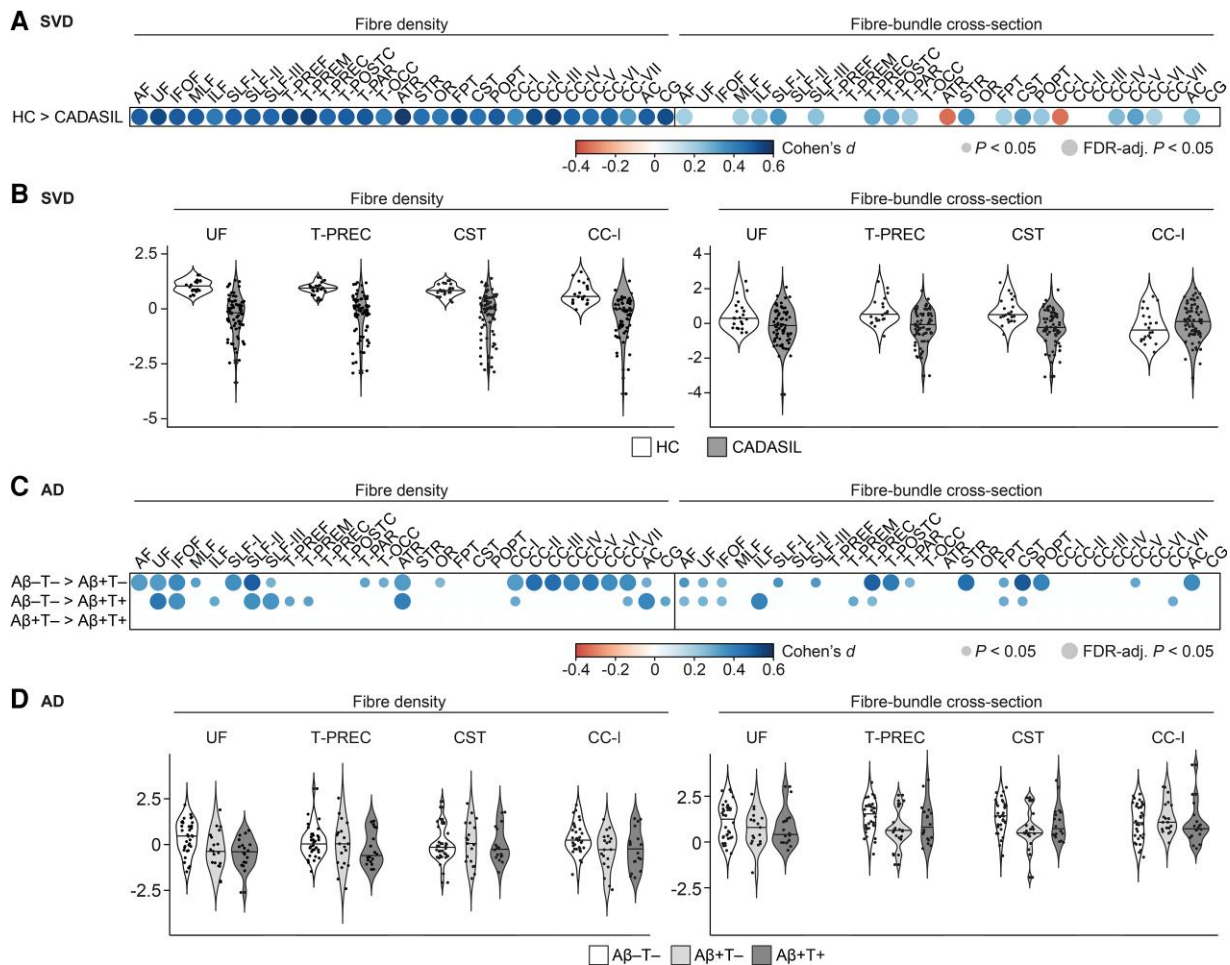 A SVD
Fibre density Fibre-bundle cross-section
AF UF IFOF MLF ILF SLF-I SLF-II SLF-III T-PREF T-PREM T-PREC T-POSTC T-PAR T-OCC ATR STR OR FPT CST POPT CC-I CC-II CC-III CC-IV CC-V CC-VI CC-VII AC CG AF UF IFOF MLF ILF SLF-I SLF-II SLF-III T-PREF T-PREM T-PREC T-POSTC T-PAR T-OCC ATR STR OR FPT CST POPT CC-I CC-II CC-III CC-IV CC-V CC-VI CC-VII AC CG
HC > CADASIL
-0.4 -0.2 0 0.2 0.4 0.6 Cohen's d P < 0.05 FDR-adj. P < 0.05
B SVD
Fibre density Fibre-bundle cross-section
UF T-PREC CST CC-I UF T-PREC CST CC-I
2.5 4
2
0 0
-2.5 -2
-4
-5
HC CADASIL
C AD
Fibre density Fibre-bundle cross-section
AF UF IFOF MLF ILF SLF-I SLF-II SLF-III T-PREF T-PREM T-PREC T-POSTC T-PAR T-OCC ATR STR OR FPT CST POPT CC-I CC-II CC-III CC-IV CC-V CC-VI CC-VII AC CG AF UF IFOF MLF ILF SLF-I SLF-II SLF-III T-PREF T-PREM T-PREC T-POSTC T-PAR T-OCC ATR STR OR FPT CST POPT CC-I CC-II CC-III CC-IV CC-V CC-VI CC-VII AC CG
Aβ–T– > Aβ+T–
Aβ–T– > Aβ+T+
Aβ+T– > Aβ+T+
-0.4 -0.2 0 0.2 0.4 0.6 Cohen's d P < 0.05 FDR-adj. P < 0.05
D AD
Fibre density Fibre-bundle cross-section
UF T-PREC CST CC-I UF T-PREC CST CC-I
2.5 2.5
0 0
-2.5 -2.5
Aβ–T– Aβ+T– Aβ+T+